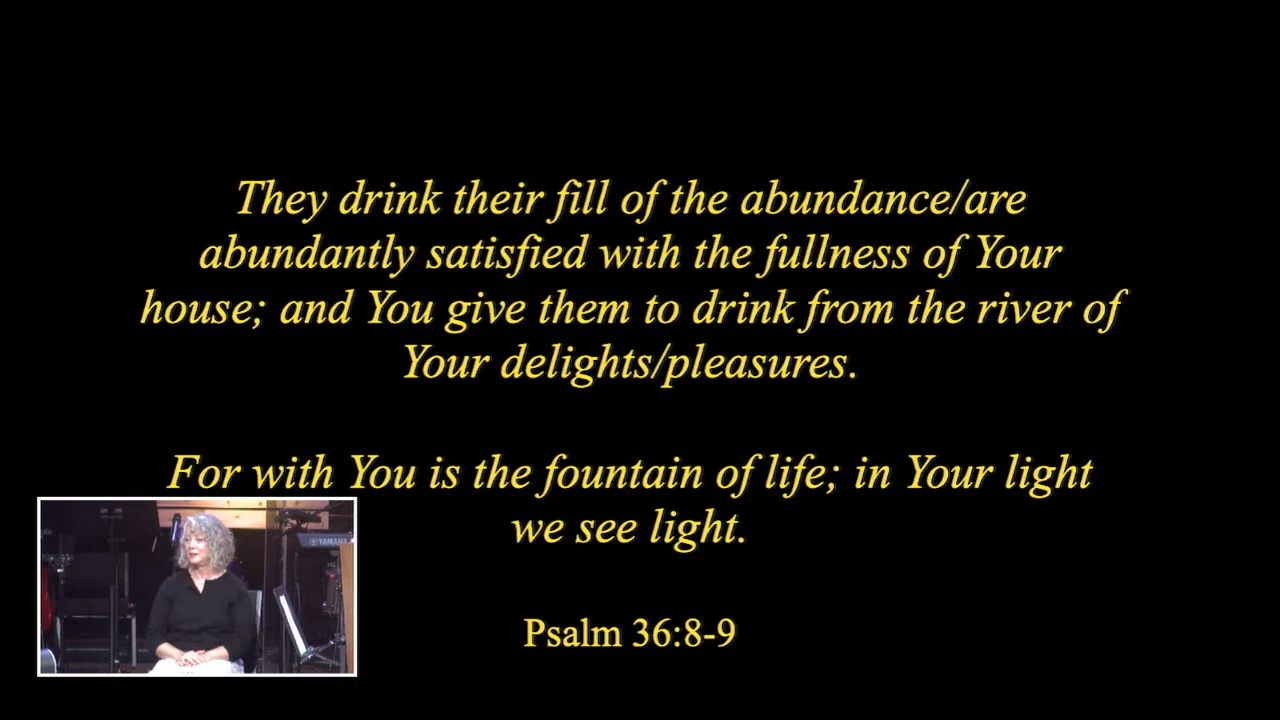 They drink their fill of the abundance/are
abundantly satisfied with the fullness of Your
house; and You give them to drink from the river of
Your delights/pleasures.
For with You is the fountain of life; in Your light
we see light.
YAMAHA
Psalm 36:8-9